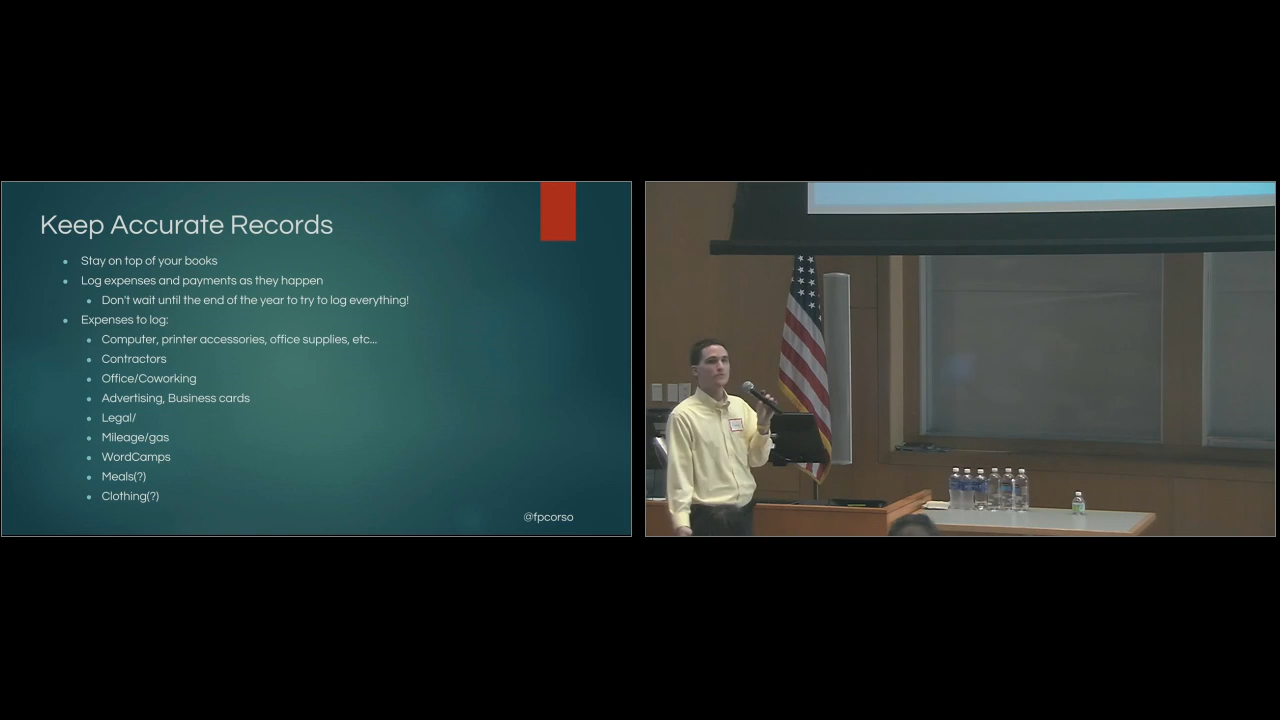 Keep Accurate Records
Stay on top of your books
Log expenses and payments as they happen
Don't wait until the end of the year to try to log everything!
Expenses to log:
Computer, printer accessories, office supplies, etc...
Contractors
Office/Coworking
Advertising, Business cards
Legal/
Mileage/gas
WordCamps
Meals(?)
Clothing(?)
@fpcorso